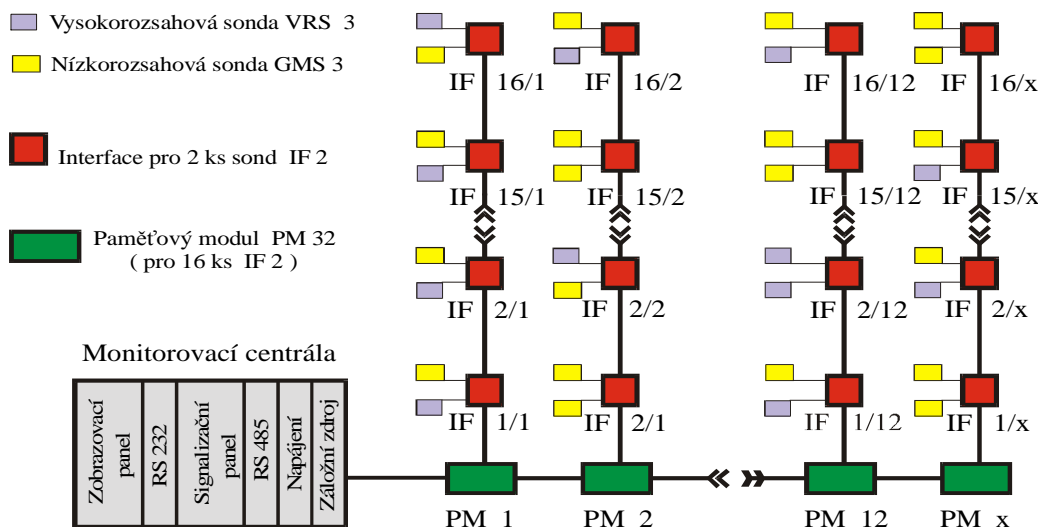 Vysokorozsahová sonda VRS 3
Nízkorozsahová sonda GMS 3
Interface pro 2 ks sond IF 2
Paměťový modul PM 32
( pro 16 ks IF 2 )
IF 16/1
IF 16/2
IF 16/12
IF 16/x
IF 15/1
IF 15/2
IF 15/12
IF 15/x
IF 2/1
IF 2/2
IF 2/12
IF 2/x
Monitorovací centrála
IF 1/1
IF 2/1
IF 1/12
IF 1/x
Zobrazovací
panel
RS 232
Signalizační
panel
RS 485
Napájení
Záložní zdroj
PM 1
PM 2
PM 12
PM x